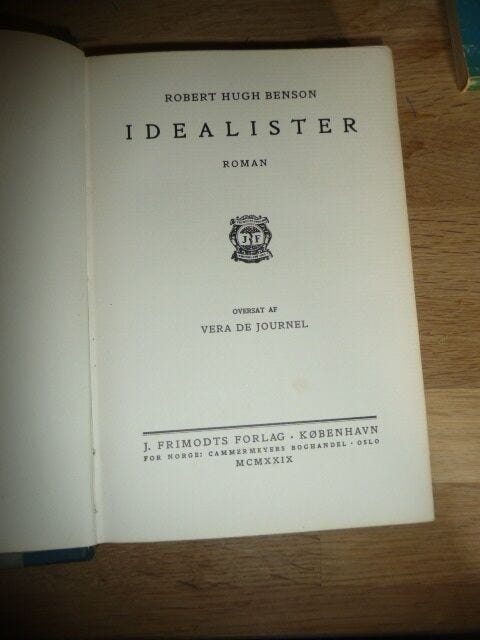 ROBERT HUGH BENSON
IDEALISTER
ROMAN
J F
OVERSAT AF
VERA DE JOURNEL
J. FRIMODTS FORLAG · KØBENHAVN
FOR NORGE: CAMMERMEYERS BOGHANDEL · OSLO
MCMXXIX